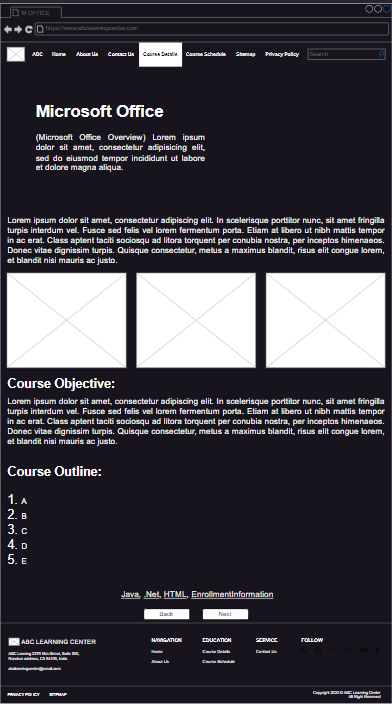 M OFFICE
https://www.abclearningcenter.com
ABC Home About Us Contact Us Course Details Course Schedule Sitemap Privacy Policy Search
Microsoft Office
(Microsoft Office Overview) Lorem ipsum
dolor sit amet, consectetur adipiscing elit,
sed do eiusmod tempor incididunt ut labore
et dolore magna aliqua.
Lorem ipsum dolor sit amet, consectetur adipiscing elit. In scelerisque porttitor nunc, sit amet fringilla
turpis interdum vel. Fusce sed felis vel lorem fermentum porta. Etiam at libero ut nibh mattis tempor
in ac erat. Class aptent taciti sociosqu ad litora torquent per conubia nostra, per inceptos himenaeos.
Donec vitae dignissim turpis. Quisque consectetur, metus a maximus blandit, risus elit congue lorem,
et blandit nisi mauris ac justo.
Course Objective:
Lorem ipsum dolor sit amet, consectetur adipiscing elit. In scelerisque porttitor nunc, sit amet fringilla
turpis interdum vel. Fusce sed felis vel lorem fermentum porta. Etiam at libero ut nibh mattis tempor
in ac erat. Class aptent taciti sociosqu ad litora torquent per conubia nostra, per inceptos himenaeos.
Donec vitae dignissim turpis. Quisque consectetur, metus a maximus blandit, risus elit congue lorem,
et blandit nisi mauris ac justo.
Course Outline:
1. A
2. B
3. C
4. D
5. E
Java, .Net, HTML, EnrollmentInformation
Back Next
ABC LEARNING CENTER NAVIGATION EDUCATION SERVICE FOLLOW
Home Course Details Contact Us
About Us Course Schedule
abclearningcenter@email.com
PRIVACY POLICY SITEMAP
Copyright 2023 © ABC Learning Center
All Right Reserved